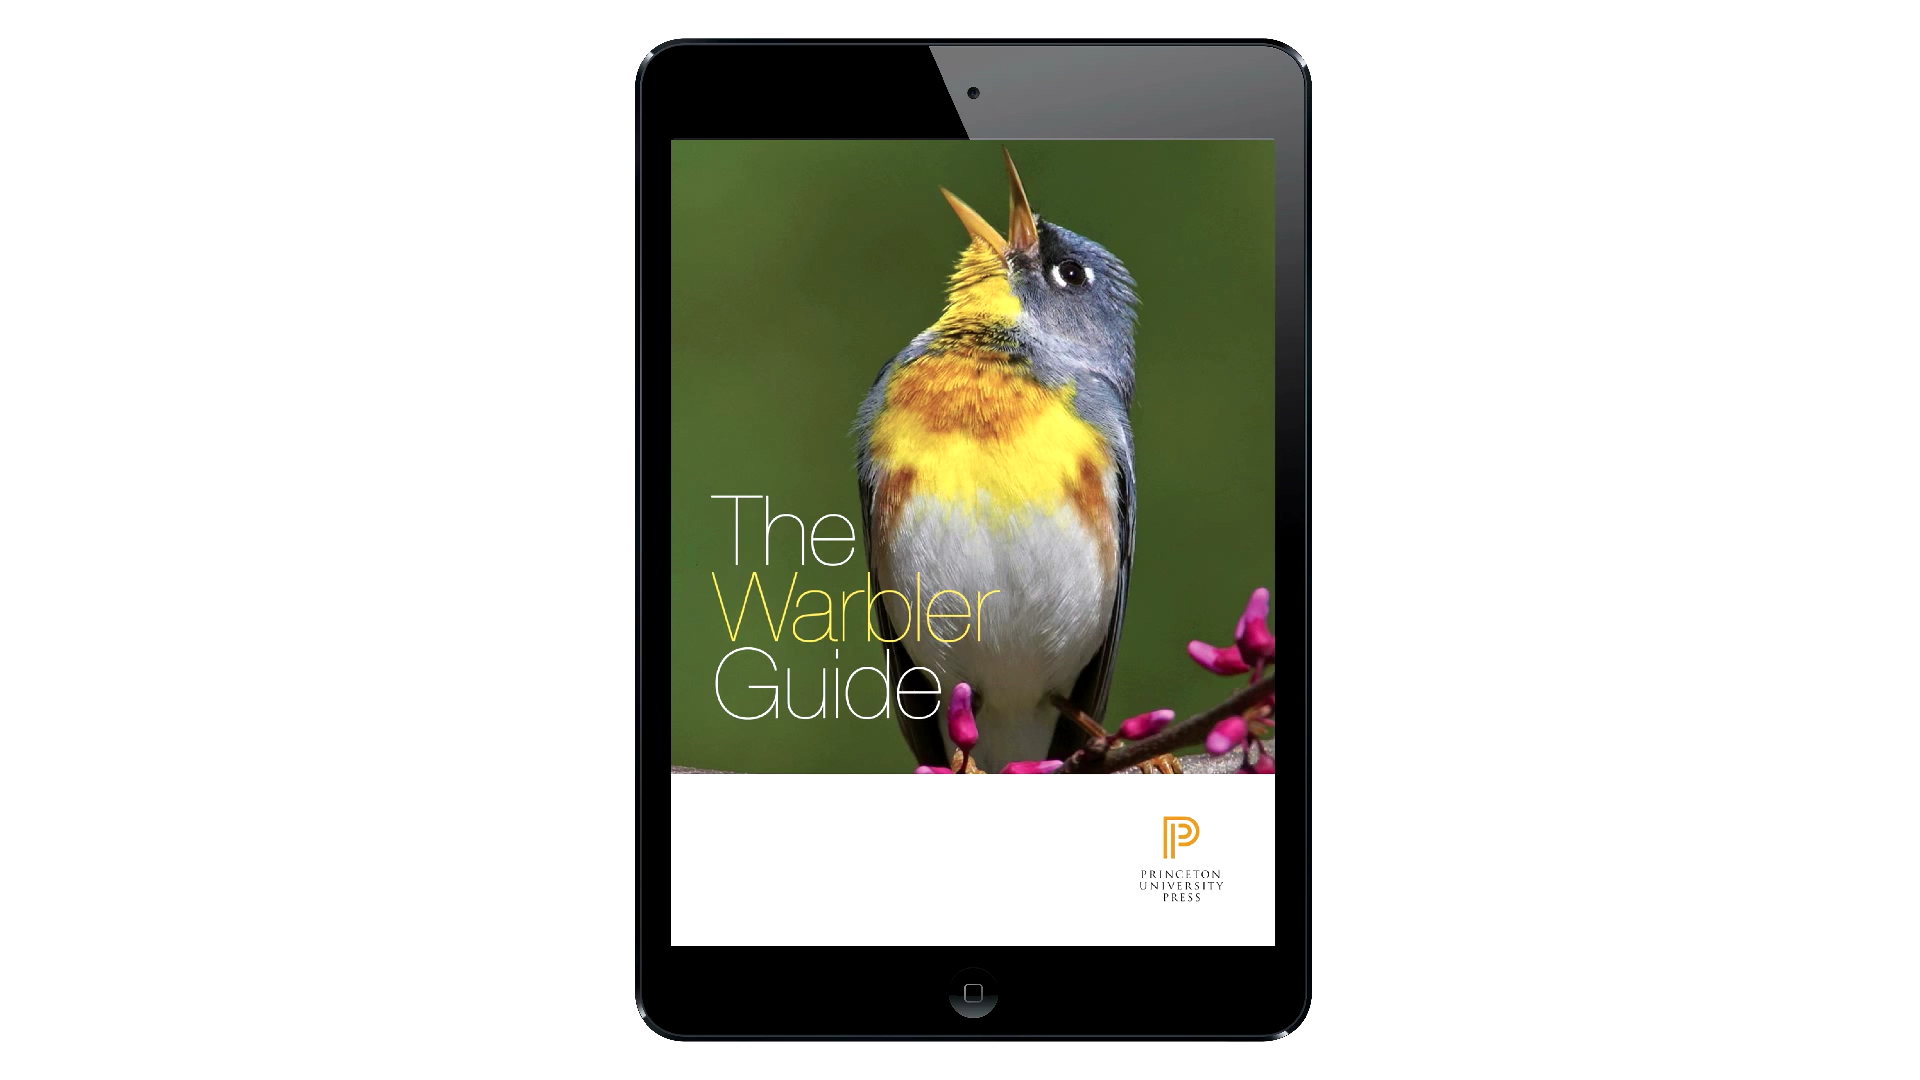 The
Warbler
Guide
P
PRINCETON
UNIVERSITY
PRESS